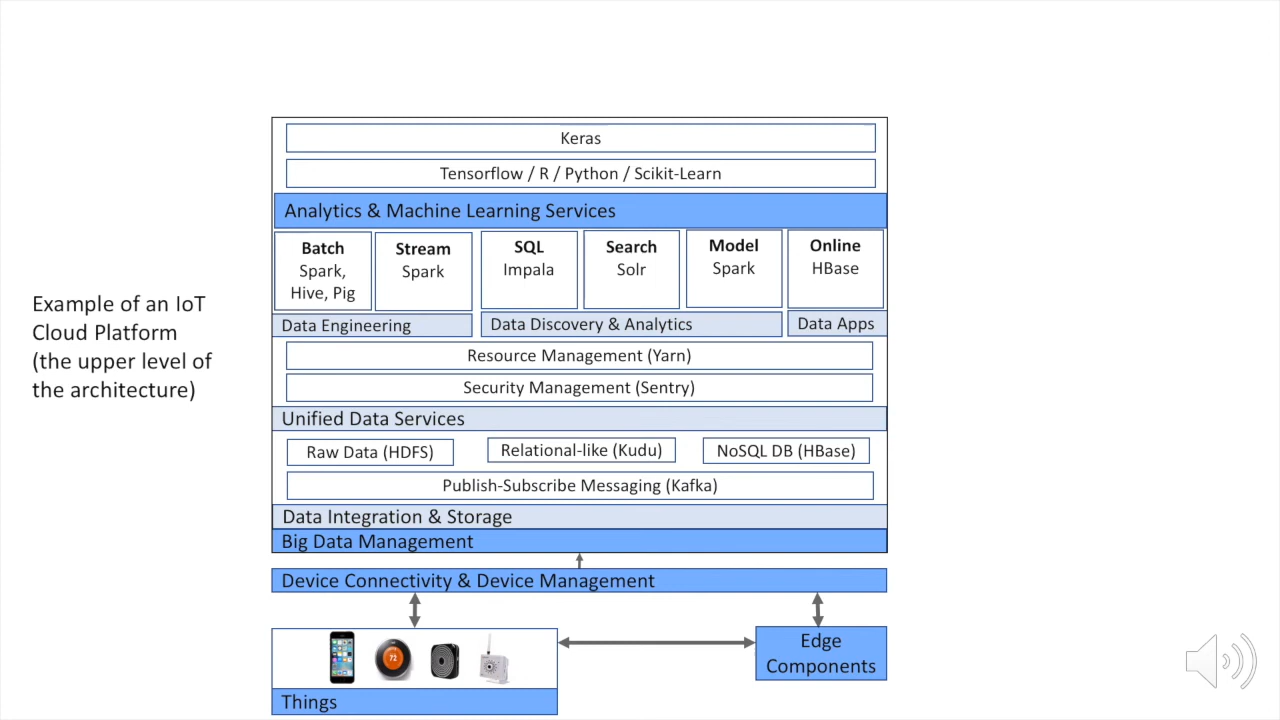 Keras
Tensorflow / R / Python / Scikit-Learn
Analytics & Machine Learning Services
Batch
Spark,
Hive, Pig
Stream
Spark
SQL
Impala
Search
Solr
Model
Spark
Online
HBase
Data Engineering
Data Discovery & Analytics
Data Apps
Example of an IoT
Cloud Platform
(the upper level of
the architecture)
Resource Management (Yarn)
Security Management (Sentry)
Unified Data Services
Raw Data (HDFS)
Relational-like (Kudu)
NoSQL DB (HBase)
Publish-Subscribe Messaging (Kafka)
Data Integration & Storage
Big Data Management
Device Connectivity & Device Management
72
Things
Edge
Components